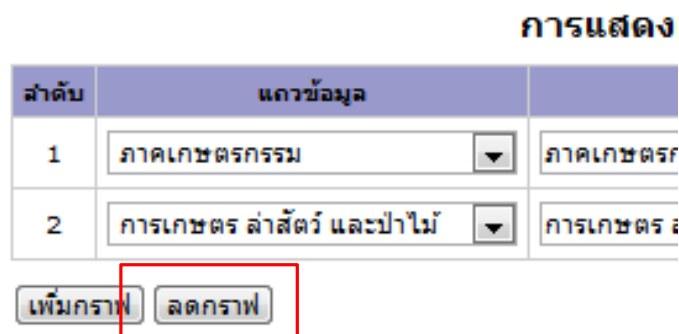 การแสดง
ลำดับ แถวข้อมูล
1 ภาคเกษตรกรรม ภาคเกษตรก
2 การเกษตร ล่าสัตว์ และป่าไม้ การเกษตร ล
เพิ่มกราฟ ลดกราฟ